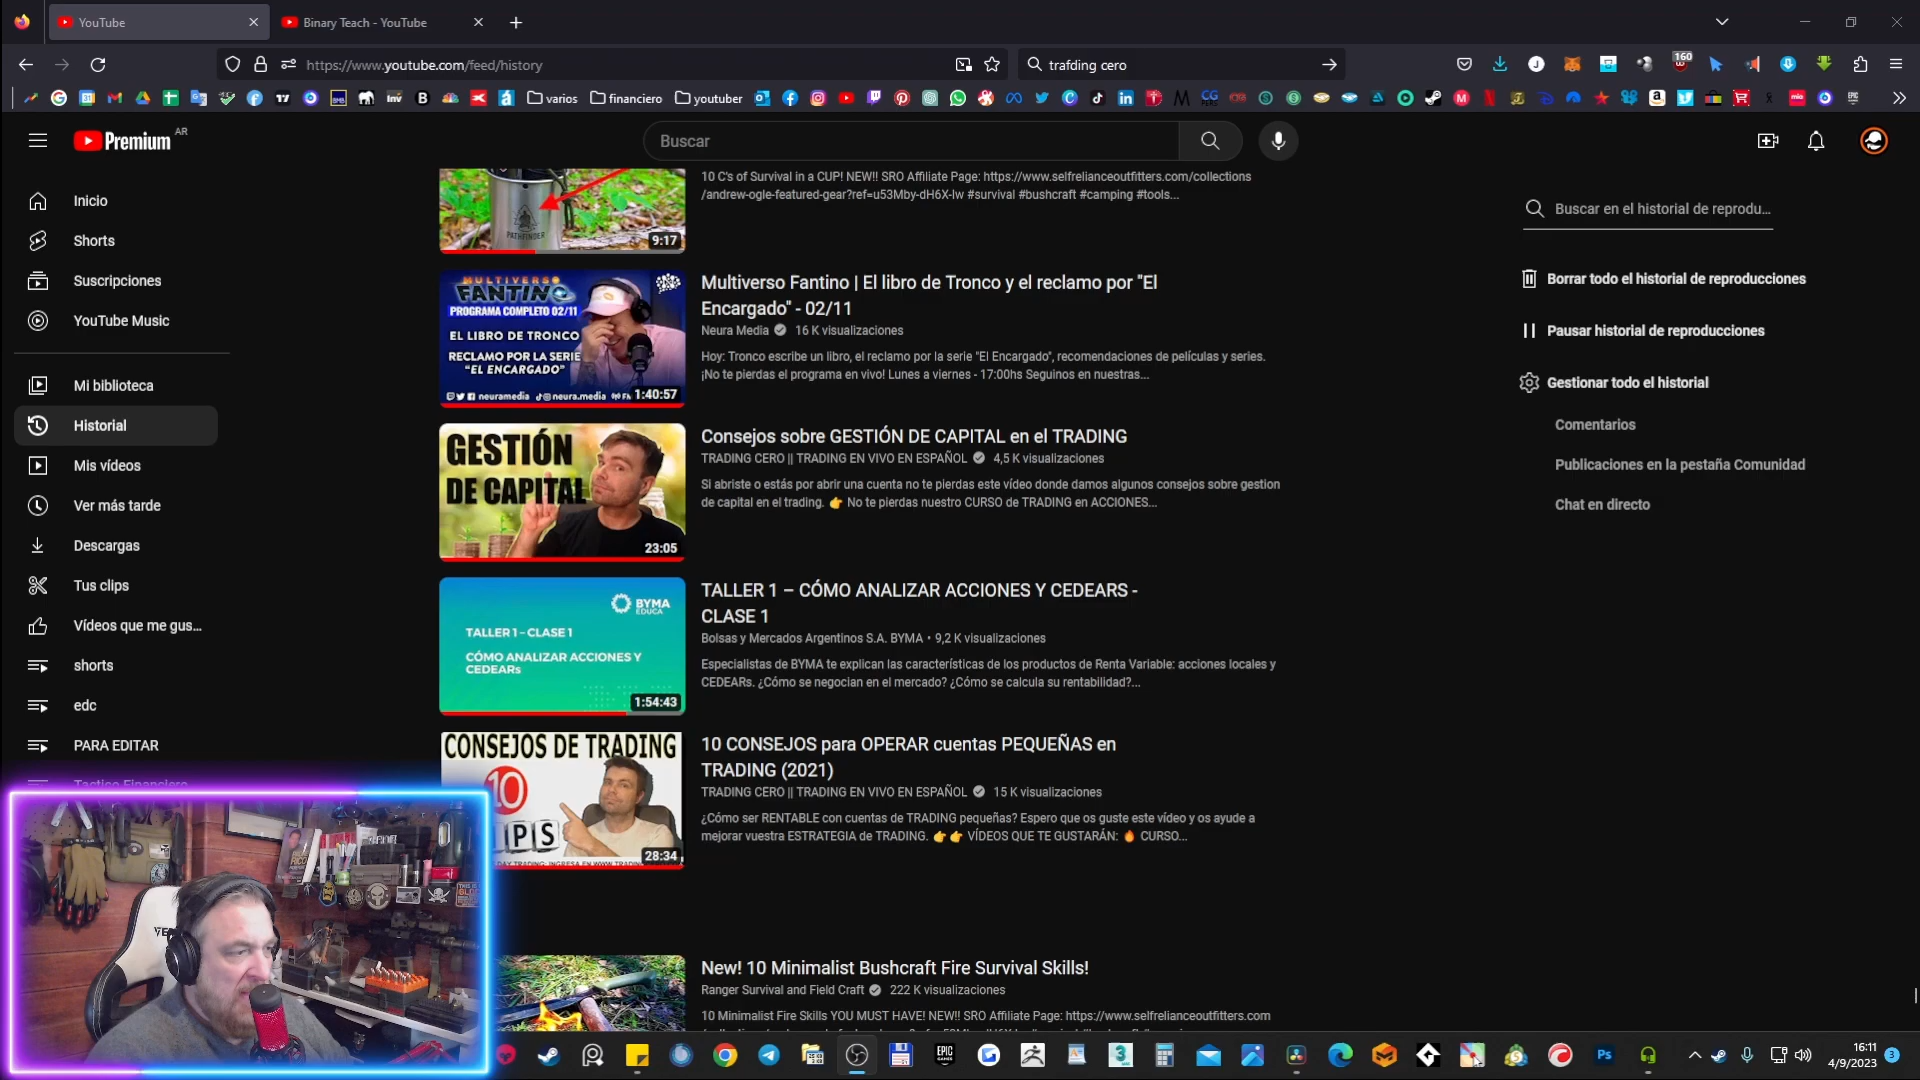 YouTube
Binary Teach - YouTube
https://www.youtube.com/feed/history
trafding cero
160
varios
financiero
youtuber
Premium AR
Buscar
Inicio
Shorts
Suscripciones
YouTube Music
Mi biblioteca
Historial
Mis vídeos
Ver más tarde
Descargas
Tus clips
Vídeos que me gus...
shorts
edc
PARA EDITAR
Tactico Financiero
PATHFINDER
9:17
10 C's of Survival in a CUP! NEW!! SRO Affiliate Page: https://www.selfrelianceoutfitters.com/collections
/andrew-ogle-featured-gear?ref=u53Mby-dH6X-lw #survival #bushcraft #camping #tools...
MULTIVERSO
FANTINO
PROGRAMA COMPLETO 02/11
EL LIBRO DE TRONCO
RECLAMO POR LA SERIE
"EL ENCARGADO"
neuramedia
neura.media
1:40:57
Multiverso Fantino | El libro de Tronco y el reclamo por "El
Encargado" - 02/11
Neura Media 16 K visualizaciones
Hoy: Tronco escribe un libro, el reclamo por la serie "El Encargado", recomendaciones de películas y series.
¡No te pierdas el programa en vivo! Lunes a viernes - 17:00hs Seguinos en nuestras...
GESTIÓN
DE CAPITAL
23:05
Consejos sobre GESTIÓN DE CAPITAL en el TRADING
TRADING CERO || TRADING EN VIVO EN ESPAÑOL 4,5 K visualizaciones
Si abriste o estás por abrir una cuenta no te pierdas este vídeo donde damos algunos consejos sobre gestion
de capital en el trading. 👉 No te pierdas nuestro CURSO de TRADING en ACCIONES...
BYMA
EDUCA
TALLER 1 – CLASE 1
CÓMO ANALIZAR ACCIONES Y
CEDEARs
1:54:43
TALLER 1 – CÓMO ANALIZAR ACCIONES Y CEDEARS -
CLASE 1
Bolsas y Mercados Argentinos S.A. BYMA • 9,2 K visualizaciones
Especialistas de BYMA te explican las características de los productos de Renta Variable: acciones locales y
CEDEARs. ¿Cómo se negocian en el mercado? ¿Cómo se calcula su rentabilidad?...
CONSEJOS DE TRADING
10
IPS
28:34
10 CONSEJOS para OPERAR cuentas PEQUEÑAS en
TRADING (2021)
TRADING CERO || TRADING EN VIVO EN ESPAÑOL 15 K visualizaciones
¿Cómo ser RENTABLE con cuentas de TRADING pequeñas? Espero que os guste este vídeo y os ayude a
mejorar vuestra ESTRATEGIA de TRADING. 👉👉 VÍDEOS QUE TE GUSTARÁN: 🔥 CURSO...
New! 10 Minimalist Bushcraft Fire Survival Skills!
Ranger Survival and Field Craft 222 K visualizaciones
10 Minimalist Fire Skills YOU MUST HAVE! NEW!! SRO Affiliate Page: https://www.selfrelianceoutfitters.com
Buscar en el historial de reprodu...
Borrar todo el historial de reproducciones
Pausar historial de reproducciones
Gestionar todo el historial
Comentarios
Publicaciones en la pestaña Comunidad
Chat en directo
16:11
4/9/2023
3